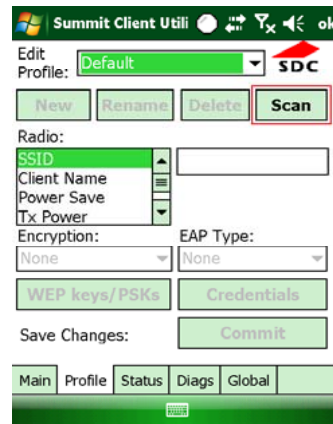 Summit Client Utili ok
Edit
Profile: Default
SDC
New Rename Delete Scan
Radio:
SSID
Client Name
Power Save
Tx Power
Encryption: EAP Type:
None None
WEP keys/PSKs Credentials
Save Changes: Commit
Main Profile Status Diags Global